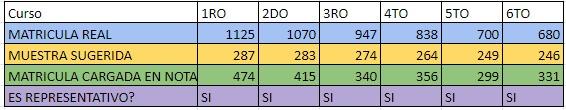 Curso 1RO 2DO 3RO 4TO 5TO 6TO
MATRICULA REAL 1125 1070 947 838 700 680
MUESTRA SUGERIDA 287 283 274 264 249 246
MATRICULA CARGADA EN NOTA 474 415 340 356 299 331
ES REPRESENTATIVO? SI SI SI SI SI SI